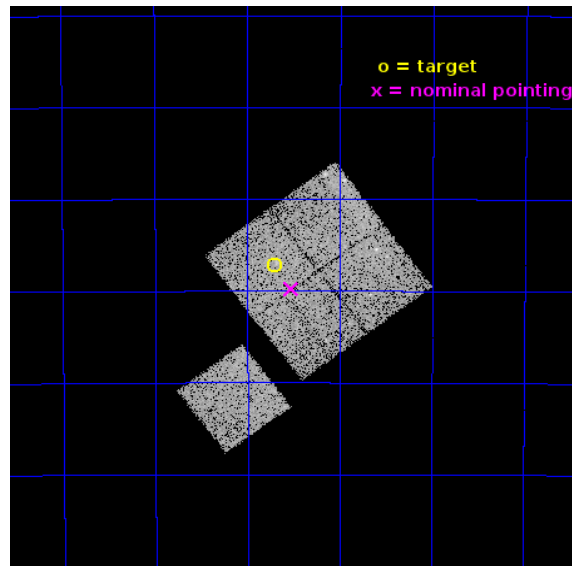 o = target
x = nominal pointing